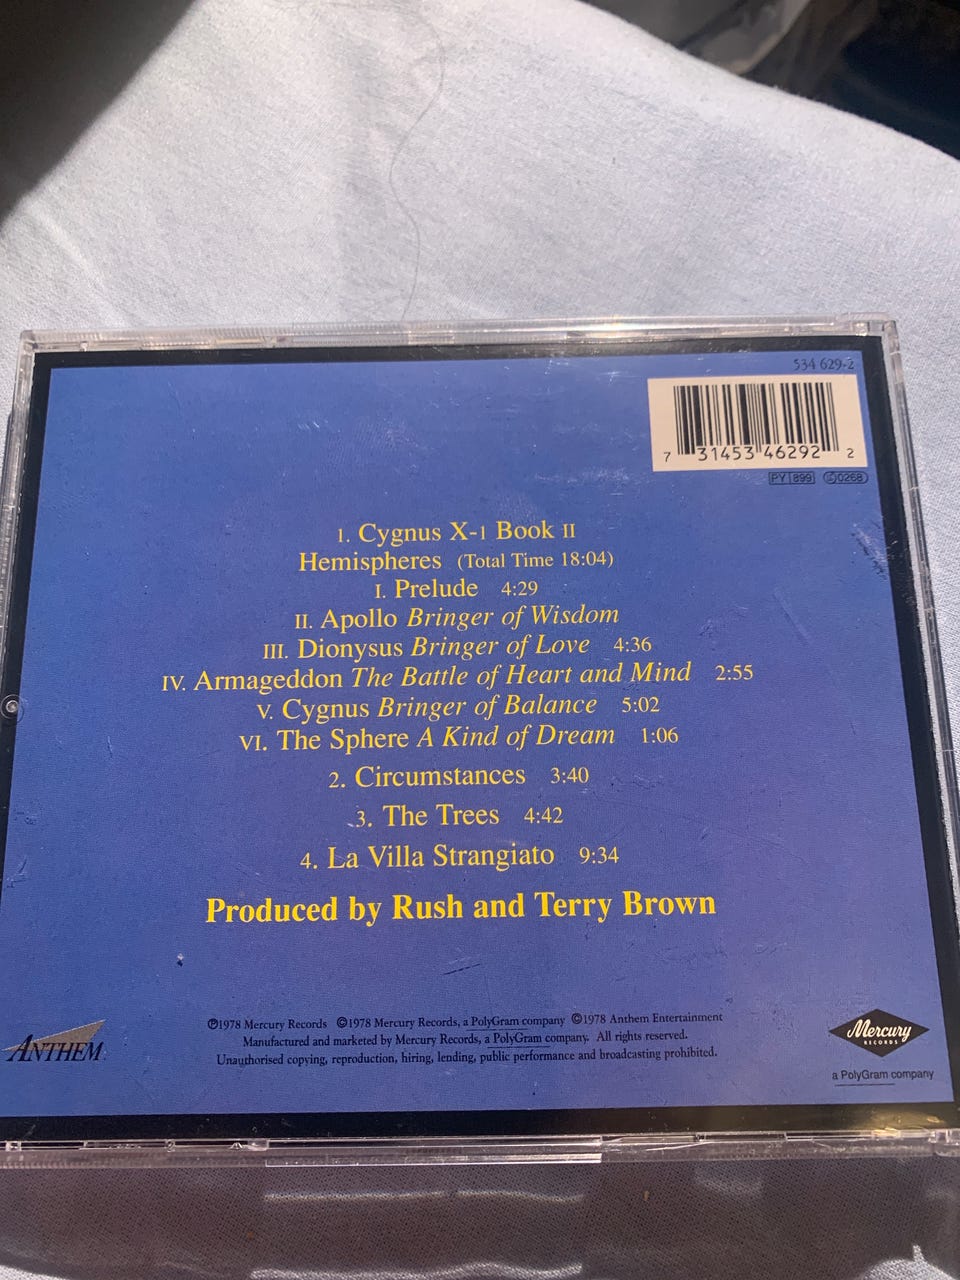 534 629-2
7 31453 46292 2
PY 899 0268
1. Cygnus X-1 Book II
Hemispheres (Total Time 18:04)
I. Prelude 4:29
II. Apollo Bringer of Wisdom
III. Dionysus Bringer of Love 4:36
IV. Armageddon The Battle of Heart and Mind 2:55
V. Cygnus Bringer of Balance 5:02
VI. The Sphere A Kind of Dream 1:06
2. Circumstances 3:40
3. The Trees 4:42
4. La Villa Strangiato 9:34
Produced by Rush and Terry Brown
℗1978 Mercury Records ©1978 Mercury Records, a PolyGram company ©1978 Anthem Entertainment
Manufactured and marketed by Mercury Records, a PolyGram company. All rights reserved.
Unauthorised copying, reproduction, hiring, lending, public performance and broadcasting prohibited.
ANTHEM
Mercury
RECORDS
a PolyGram company